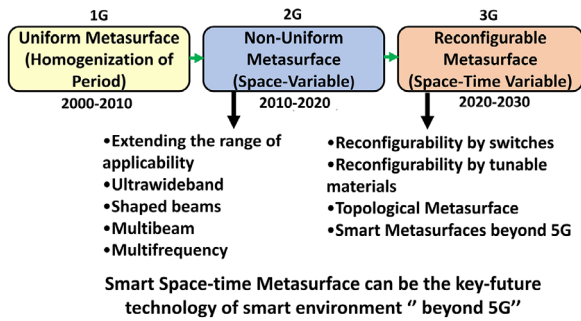 1G
2G
3G
Uniform Metasurface
(Homogenization of
Period)
Non-Uniform
Metasurface
(Space-Variable)
Reconfigurable
Metasurface
(Space-Time Variable)
2000-2010
2010-2020
2020-2030
•Extending the range of
applicability
•Ultrawideband
•Shaped beams
•Multibeam
•Multifrequency
•Reconfigurability by switches
•Reconfigurability by tunable
materials
•Topological Metasurface
•Smart Metasurfaces beyond 5G
Smart Space-time Metasurface can be the key-future
technology of smart environment “ beyond 5G”